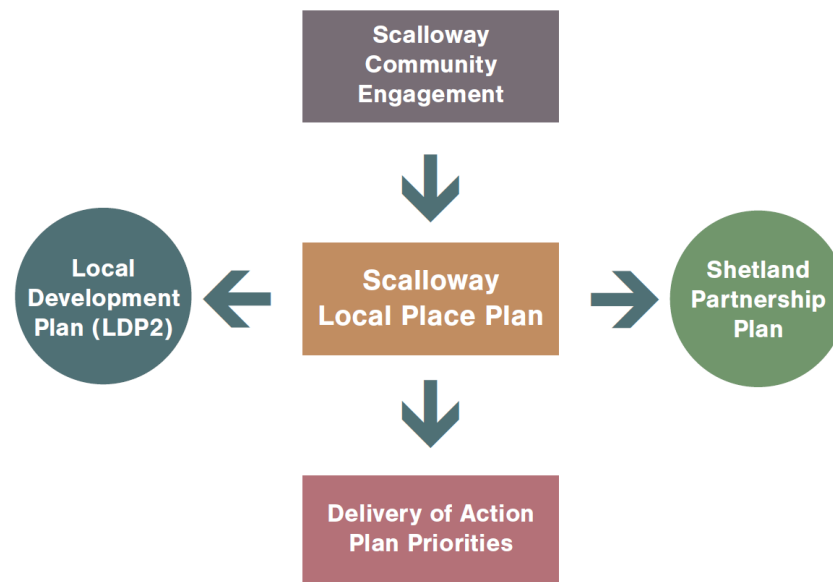 Scalloway
Community
Engagement
Local
Development
Plan (LDP2)
Scalloway
Local Place Plan
Shetland
Partnership
Plan
Delivery of Action
Plan Priorities